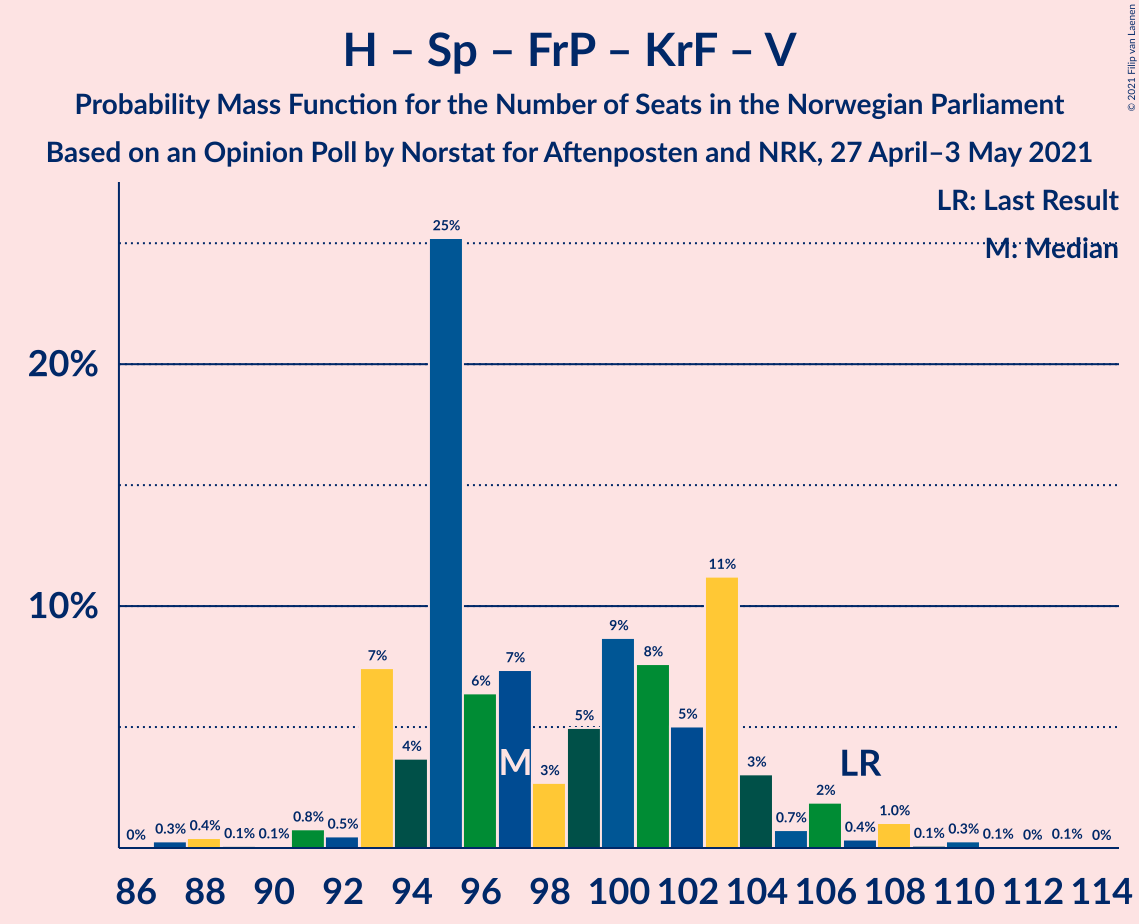 H – Sp – FrP – KrF – V
Probability Mass Function for the Number of Seats in the Norwegian Parliament
Based on an Opinion Poll by Norstat for Aftenposten and NRK, 27 April–3 May 2021
© 2021 Filip van Laenen
LR: Last Result
M: Median
20%
10%
0% 0.3% 0.4% 0.1% 0.1% 0.8% 0.5% 7% 4% 25% 6% 7% 3% 5% 9% 8% 5% 11% 3% 0.7% 2% 0.4% 1.0% 0.1% 0.3% 0.1% 0% 0.1% 0%
M LR
86 88 90 92 94 96 98 100 102 104 106 108 110 112 114